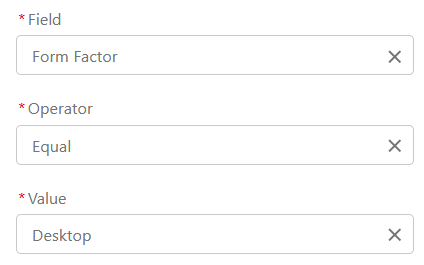 *Field
Form Factor
*Operator
Equal
*Value
Desktop